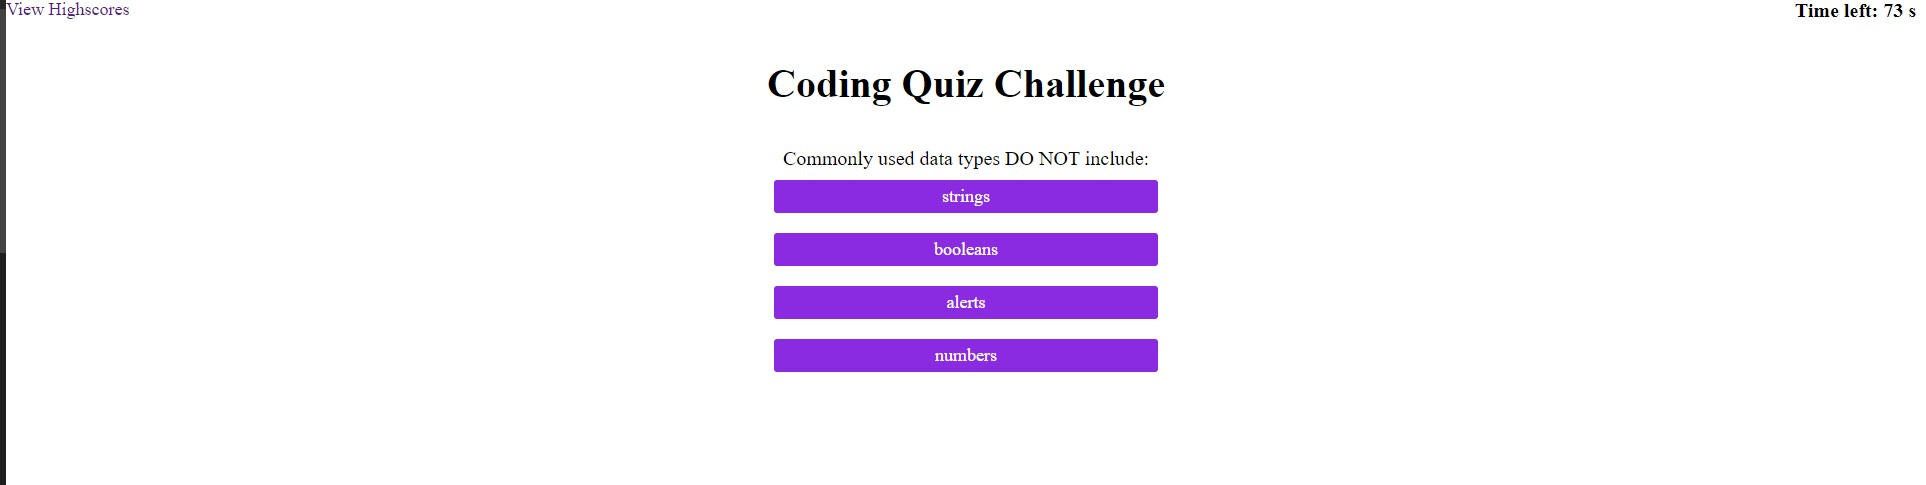 View Highscores
Time left: 73 s
Coding Quiz Challenge
Commonly used data types DO NOT include:
strings
booleans
alerts
numbers